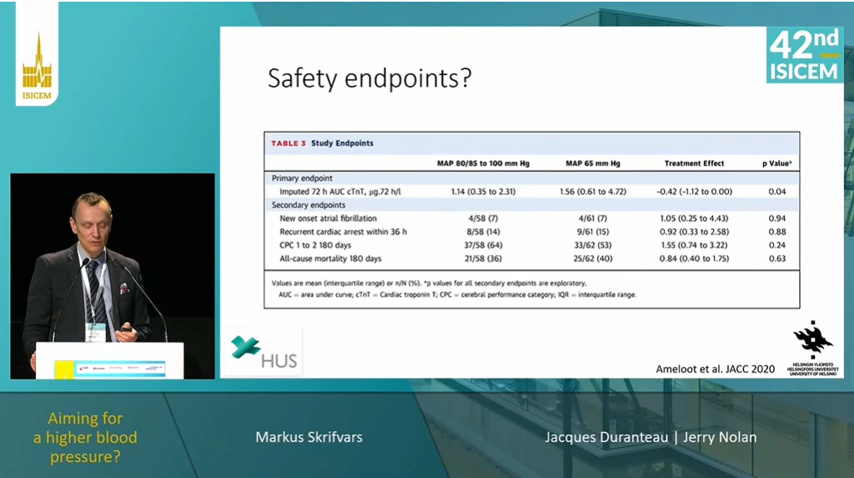 ISICEM
42nd
ISICEM
Safety endpoints?
TABLE 3 Study Endpoints
MAP 80/85 to 100 mm Hg MAP 65 mm Hg Treatment Effect p Value*
Primary endpoint
Imputed 72 h AUC cTnT, µg.72 h/l 1.14 (0.35 to 2.31) 1.56 (0.61 to 4.72) −0.42 (−1.12 to 0.00) 0.04
Secondary endpoints
New onset atrial fibrillation 4/58 (7) 4/61 (7) 1.05 (0.25 to 4.43) 0.94
Recurrent cardiac arrest within 36 h 8/58 (14) 9/61 (15) 0.92 (0.33 to 2.58) 0.88
CPC 1 to 2 180 days 37/58 (64) 33/62 (53) 1.55 (0.74 to 3.22) 0.24
All-cause mortality 180 days 21/58 (36) 25/62 (40) 0.84 (0.40 to 1.75) 0.63
Values are mean (interquartile range) or n/N (%). *p values for all secondary endpoints are exploratory.
AUC = area under curve; cTnT = Cardiac troponin T; CPC = cerebral performance category; IQR = interquartile range.
HUS
Ameloot et al. JACC 2020
HELSINGIN YLIOPISTO
HELSINGFORS UNIVERSITET
UNIVERSITY OF HELSINKI
Aiming for
a higher blood
pressure?
Markus Skrifvars
Jacques Duranteau | Jerry Nolan